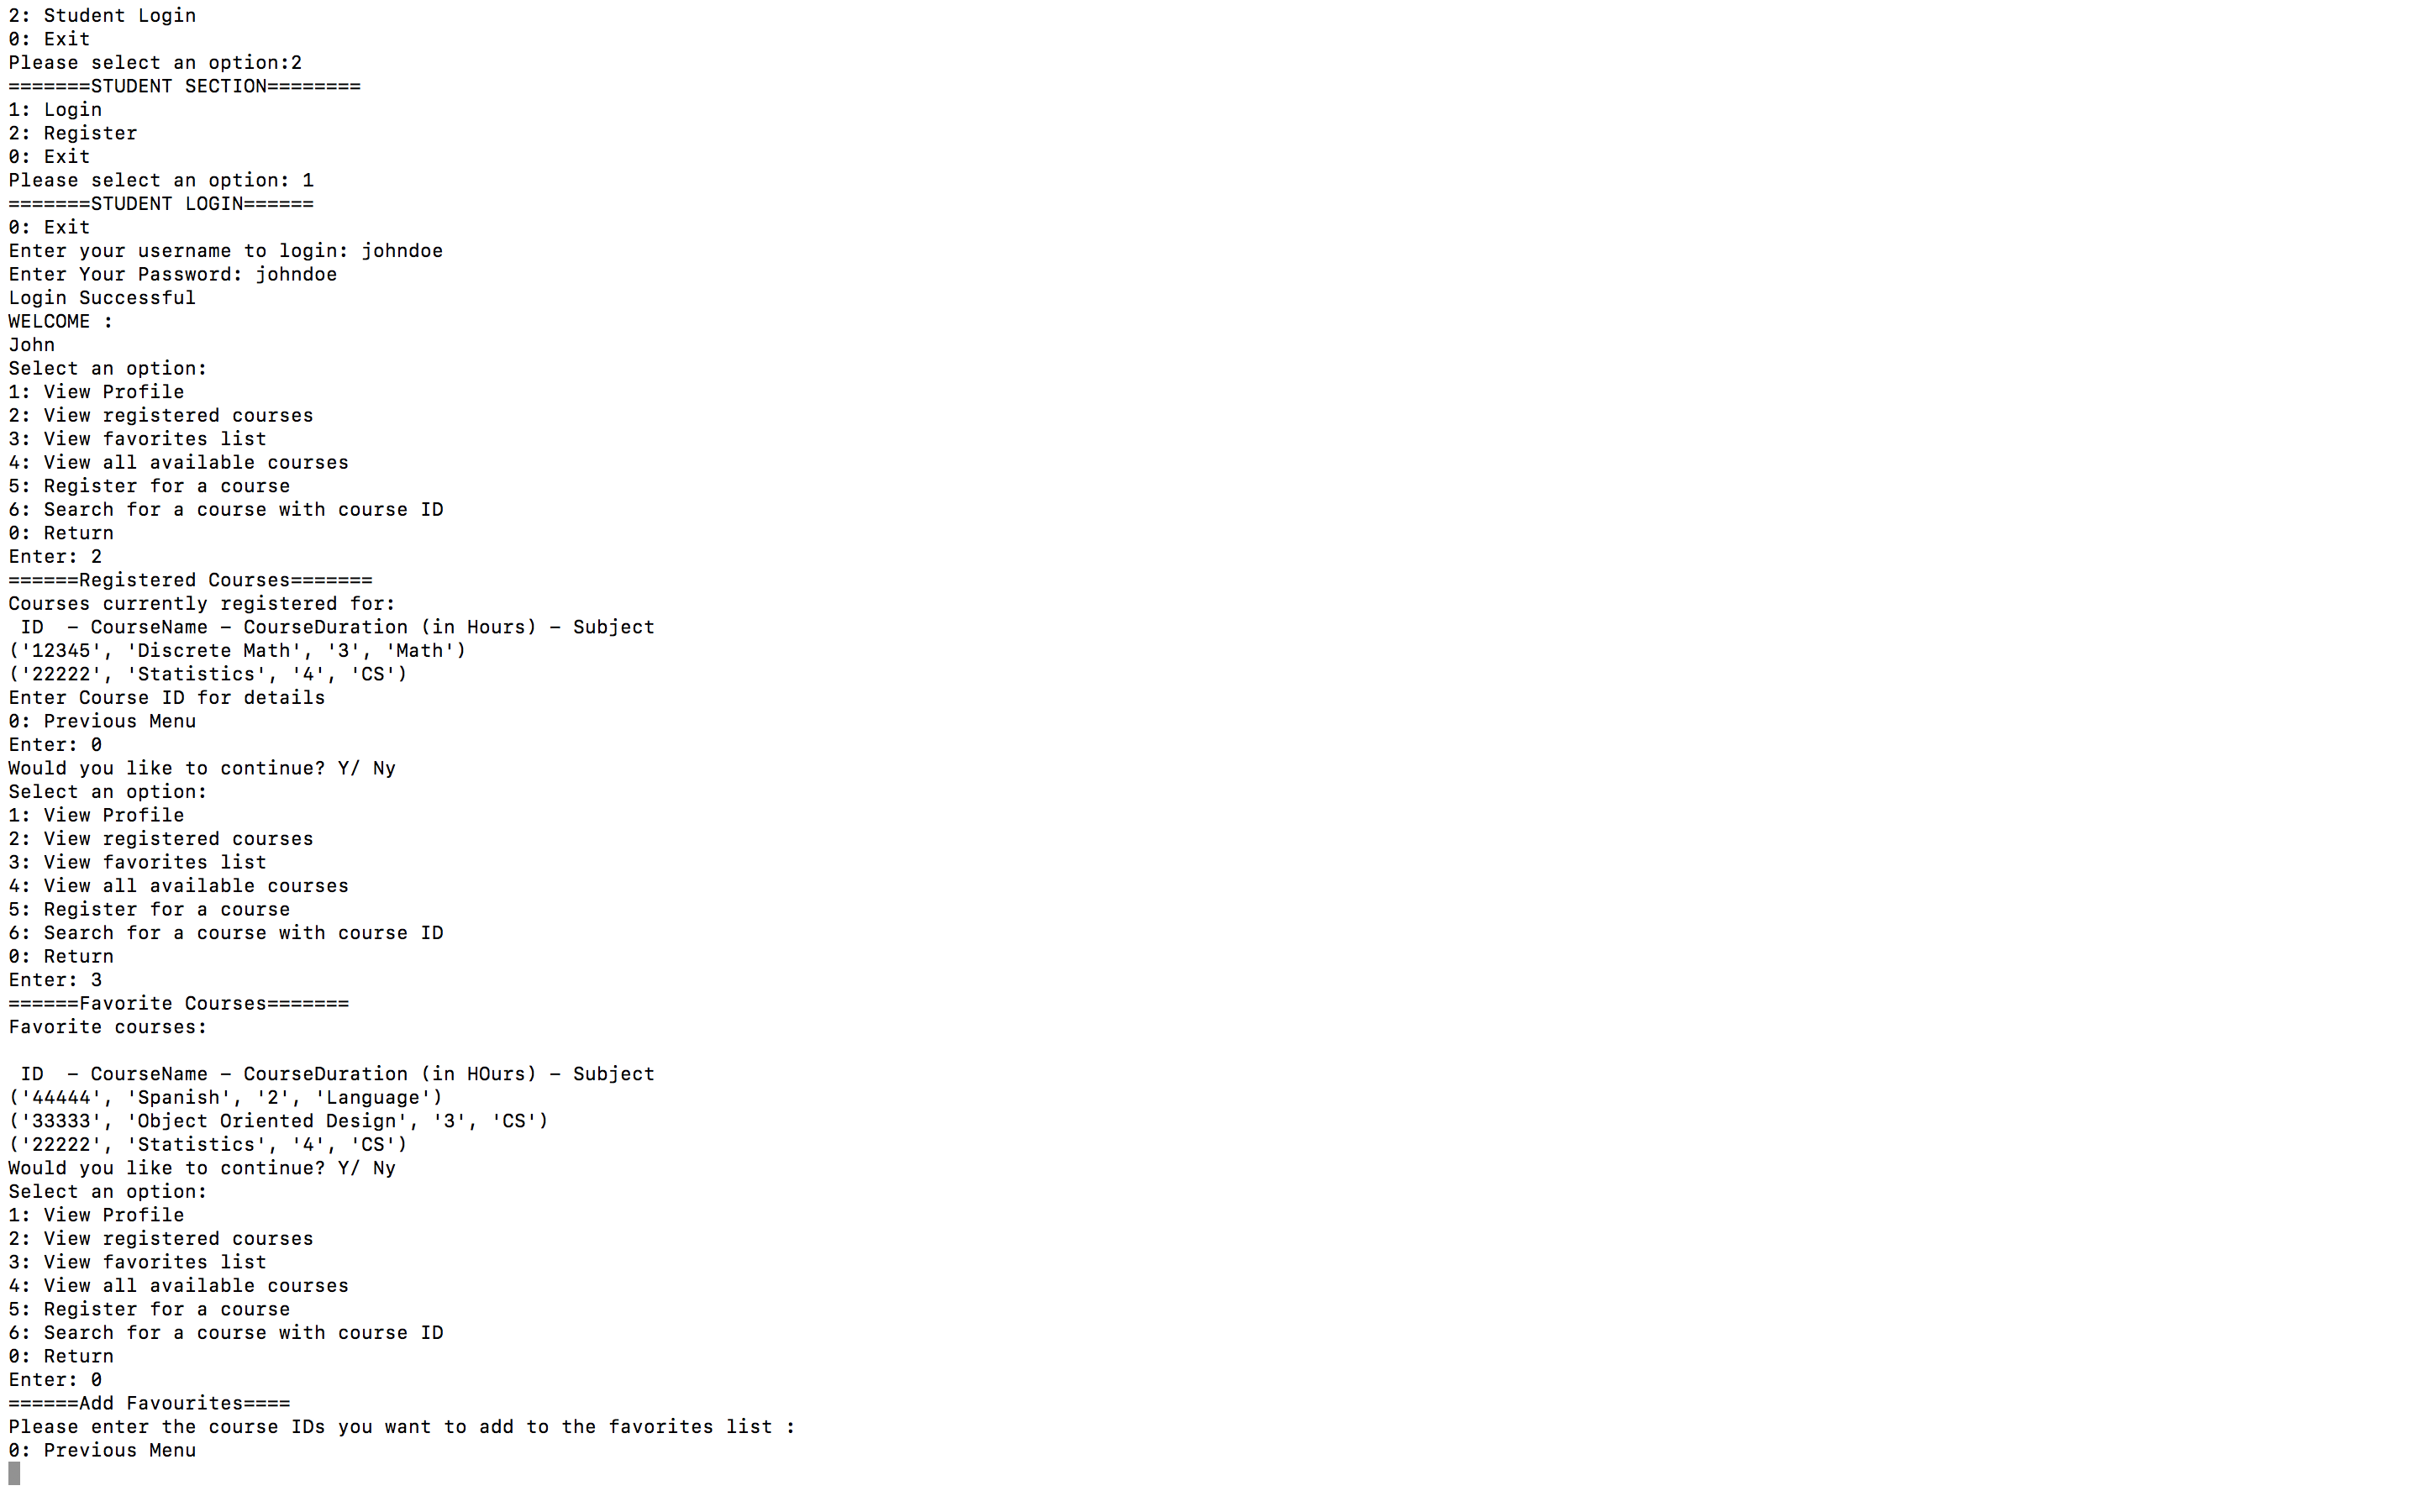 2: Student Login
0: Exit
Please select an option:2
=======STUDENT SECTION========
1: Login
2: Register
0: Exit
Please select an option: 1
=======STUDENT LOGIN======
0: Exit
Enter your username to login: johndoe
Enter Your Password: johndoe
Login Successful
WELCOME :
John
Select an option:
1: View Profile
2: View registered courses
3: View favorites list
4: View all available courses
5: Register for a course
6: Search for a course with course ID
0: Return
Enter: 2
======Registered Courses=======
Courses currently registered for:
 ID  – CourseName – CourseDuration (in Hours) – Subject
('12345', 'Discrete Math', '3', 'Math')
('22222', 'Statistics', '4', 'CS')
Enter Course ID for details
0: Previous Menu
Enter: 0
Would you like to continue? Y/ Ny
Select an option:
1: View Profile
2: View registered courses
3: View favorites list
4: View all available courses
5: Register for a course
6: Search for a course with course ID
0: Return
Enter: 3
======Favorite Courses=======
Favorite courses:

 ID  – CourseName – CourseDuration (in HOurs) – Subject
('44444', 'Spanish', '2', 'Language')
('33333', 'Object Oriented Design', '3', 'CS')
('22222', 'Statistics', '4', 'CS')
Would you like to continue? Y/ Ny
Select an option:
1: View Profile
2: View registered courses
3: View favorites list
4: View all available courses
5: Register for a course
6: Search for a course with course ID
0: Return
Enter: 0
======Add Favourites====
Please enter the course IDs you want to add to the favorites list :
0: Previous Menu